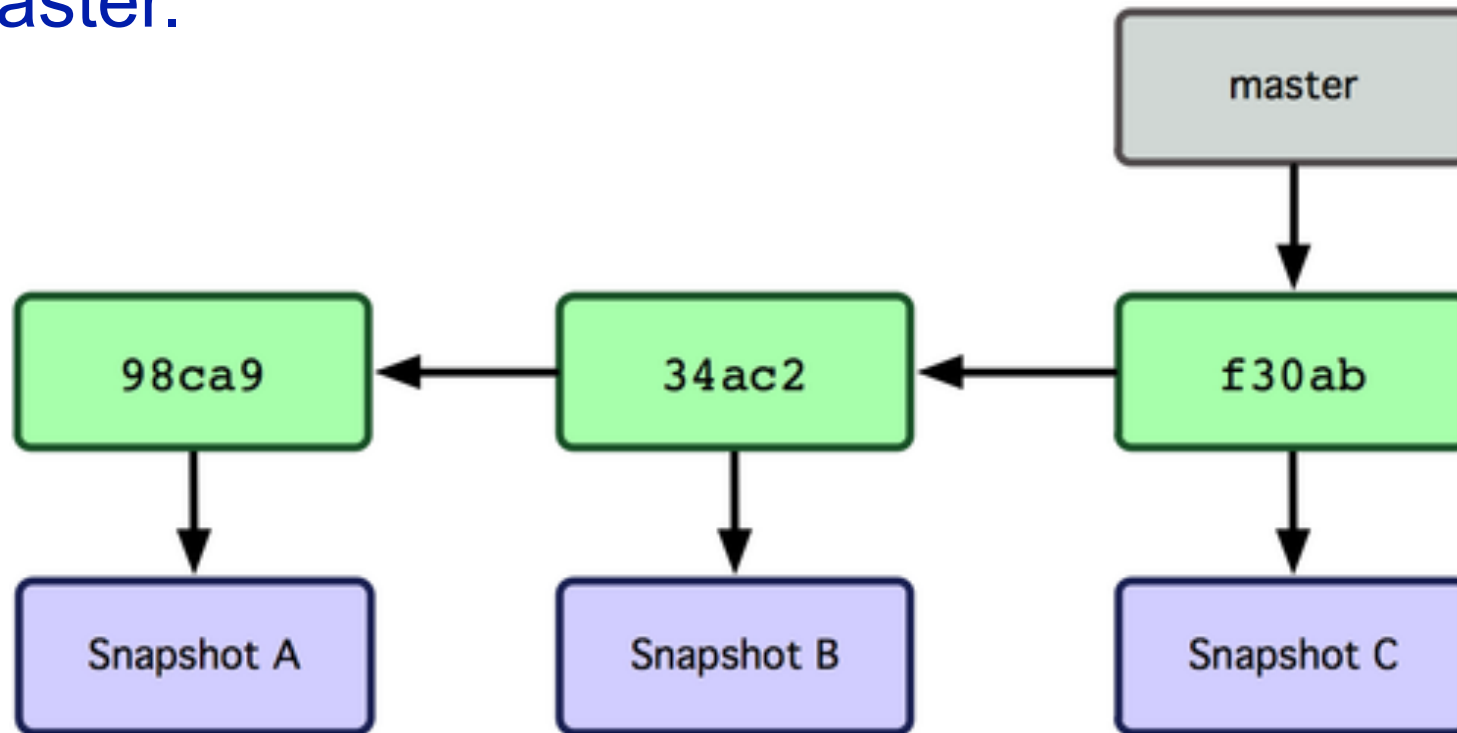 aster.
master
98ca9
34ac2
f30ab
Snapshot A
Snapshot B
Snapshot C